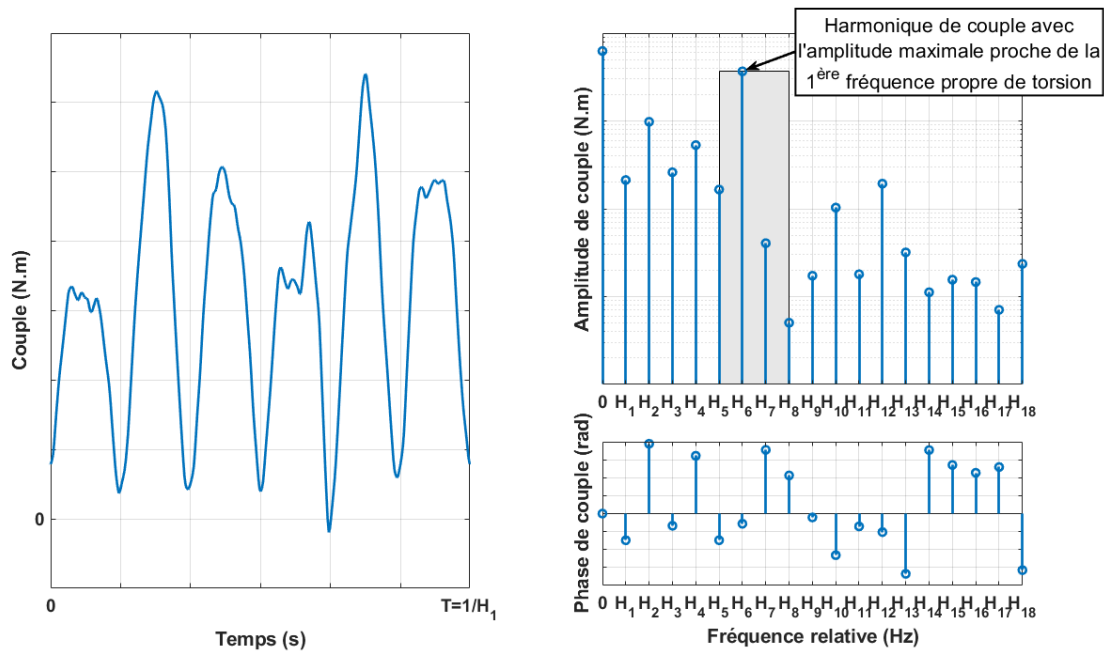 Couple (N.m)
0
0
T=1/H1
Temps (s)
Harmonique de couple avec
l'amplitude maximale proche de la
1ère fréquence propre de torsion
Amplitude de couple (N.m)
0 H1 H2 H3 H4 H5 H6 H7 H8 H9 H10 H11 H12 H13 H14 H15 H16 H17 H18
Phase de couple (rad)
0 H1 H2 H3 H4 H5 H6 H7 H8 H9 H10 H11 H12 H13 H14 H15 H16 H17 H18
Fréquence relative (Hz)